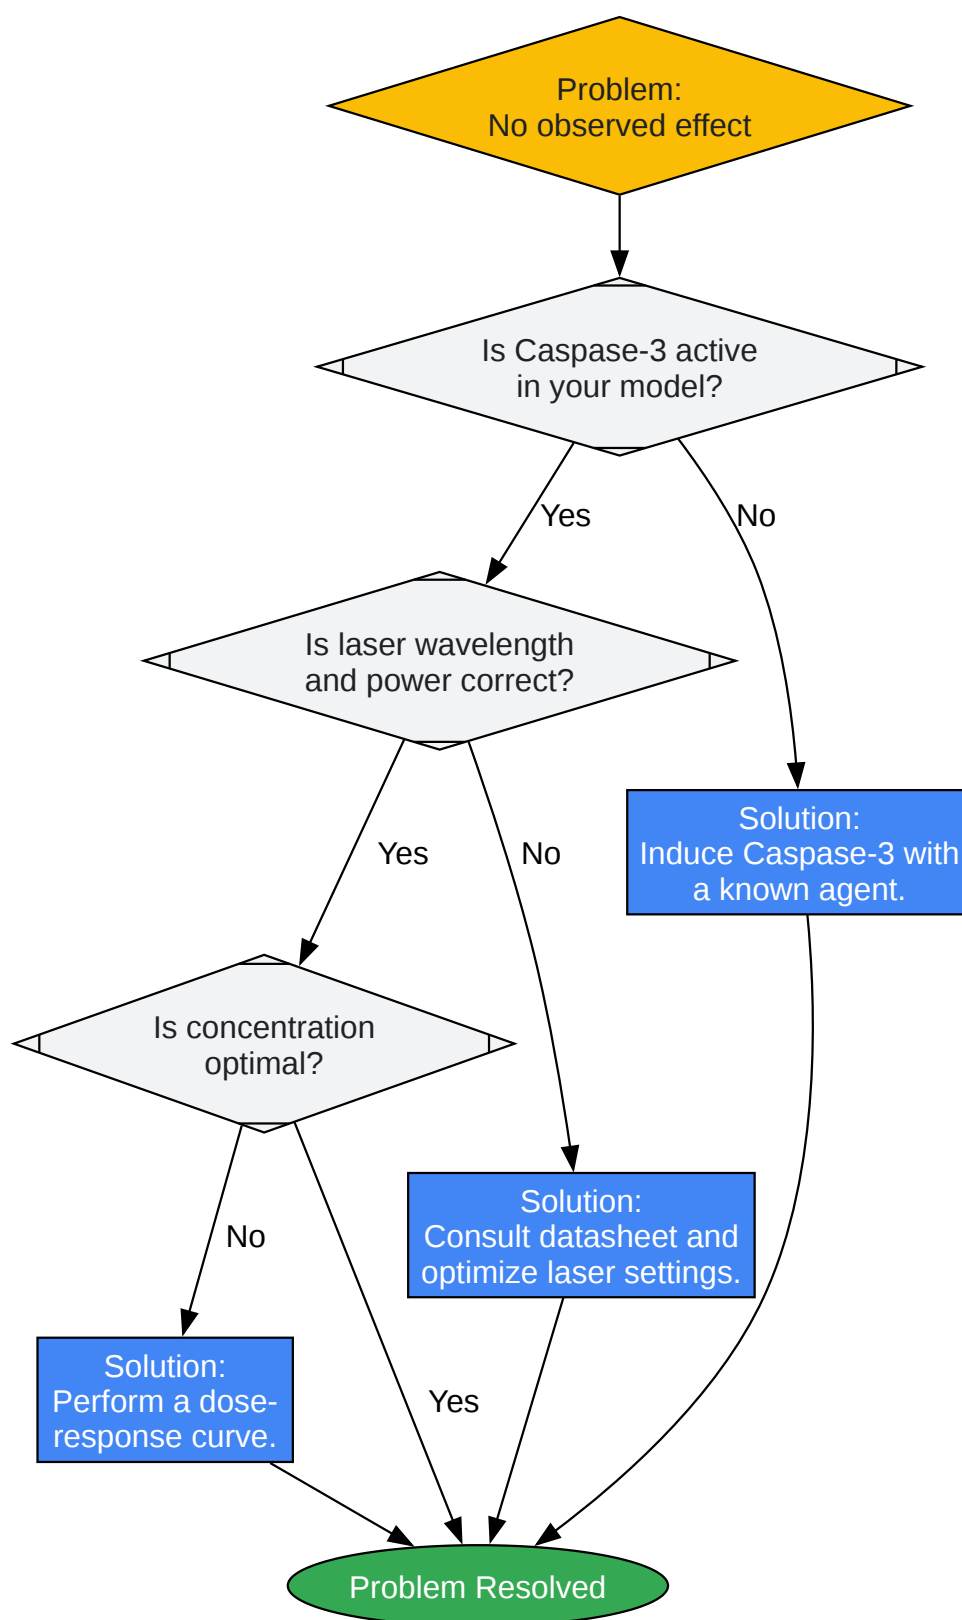 Problem:
No observed effect
Is Caspase-3 active
in your model?
Yes
No
Is laser wavelength
and power correct?
Solution:
Induce Caspase-3 with
a known agent.
Yes
No
Is concentration
optimal?
Solution:
Consult datasheet and
optimize laser settings.
No
Solution:
Perform a dose-
response curve.
Yes
Problem Resolved